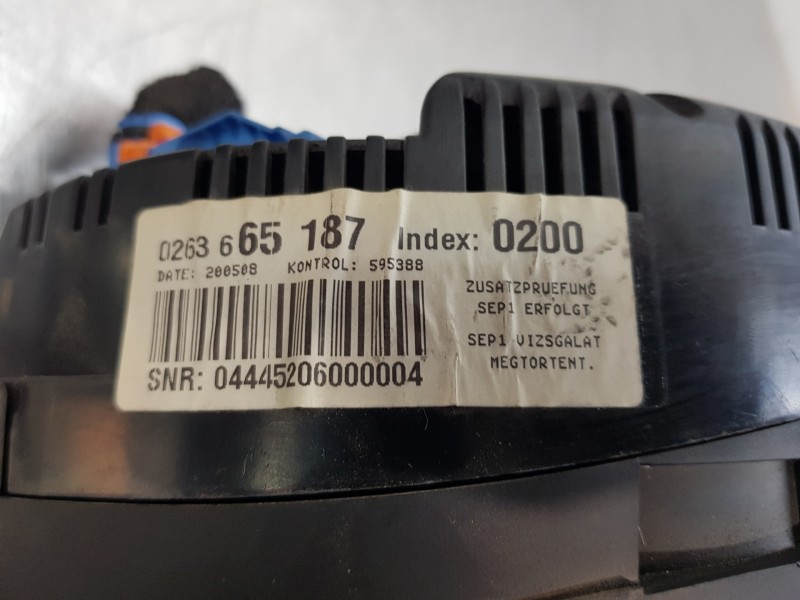 0263 665 187 Index: 0200
DATE: 200508 KONTROL: 595388
ZUSATZPRUEFUNG
SEP1 ERFOLGT
SEP1 VIZSGALAT
MEGTORTENT.
SNR: 04445206000004